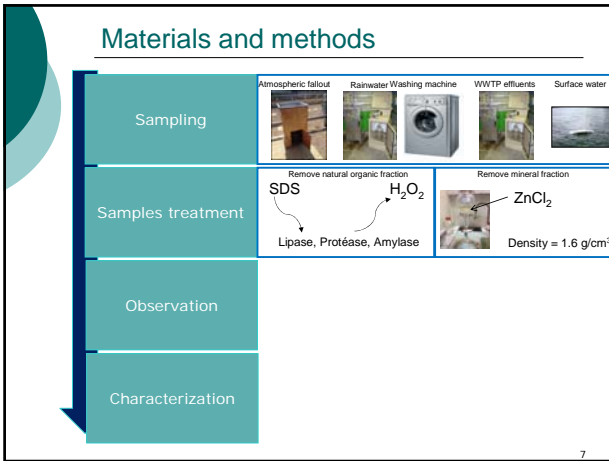 Materials and methods
Sampling
Atmospheric fallout
Rainwater
Washing machine
WWTP effluents
Surface water
Samples treatment
Remove natural organic fraction
SDS
H₂O₂
Lipase, Protéase, Amylase
Remove mineral fraction
ZnCl₂
Density = 1.6 g/cm³
Observation
Characterization
7